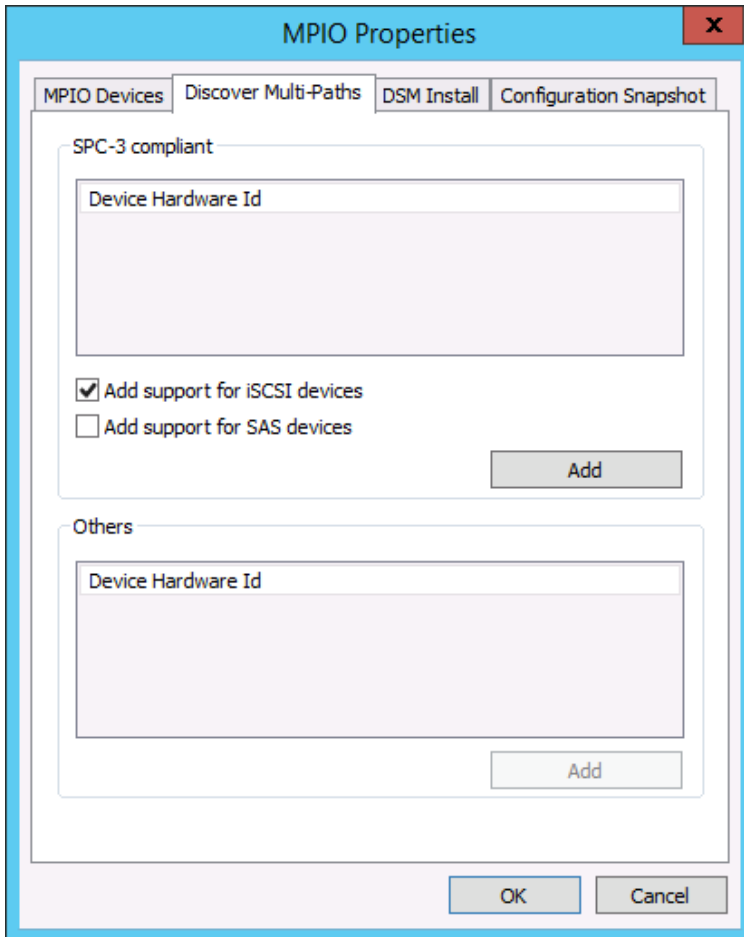 MPIO Properties
x
MPIO Devices Discover Multi-Paths DSM Install Configuration Snapshot
SPC-3 compliant
Device Hardware Id
Add support for iSCSI devices
Add support for SAS devices
Add
Others
Device Hardware Id
Add
OK Cancel